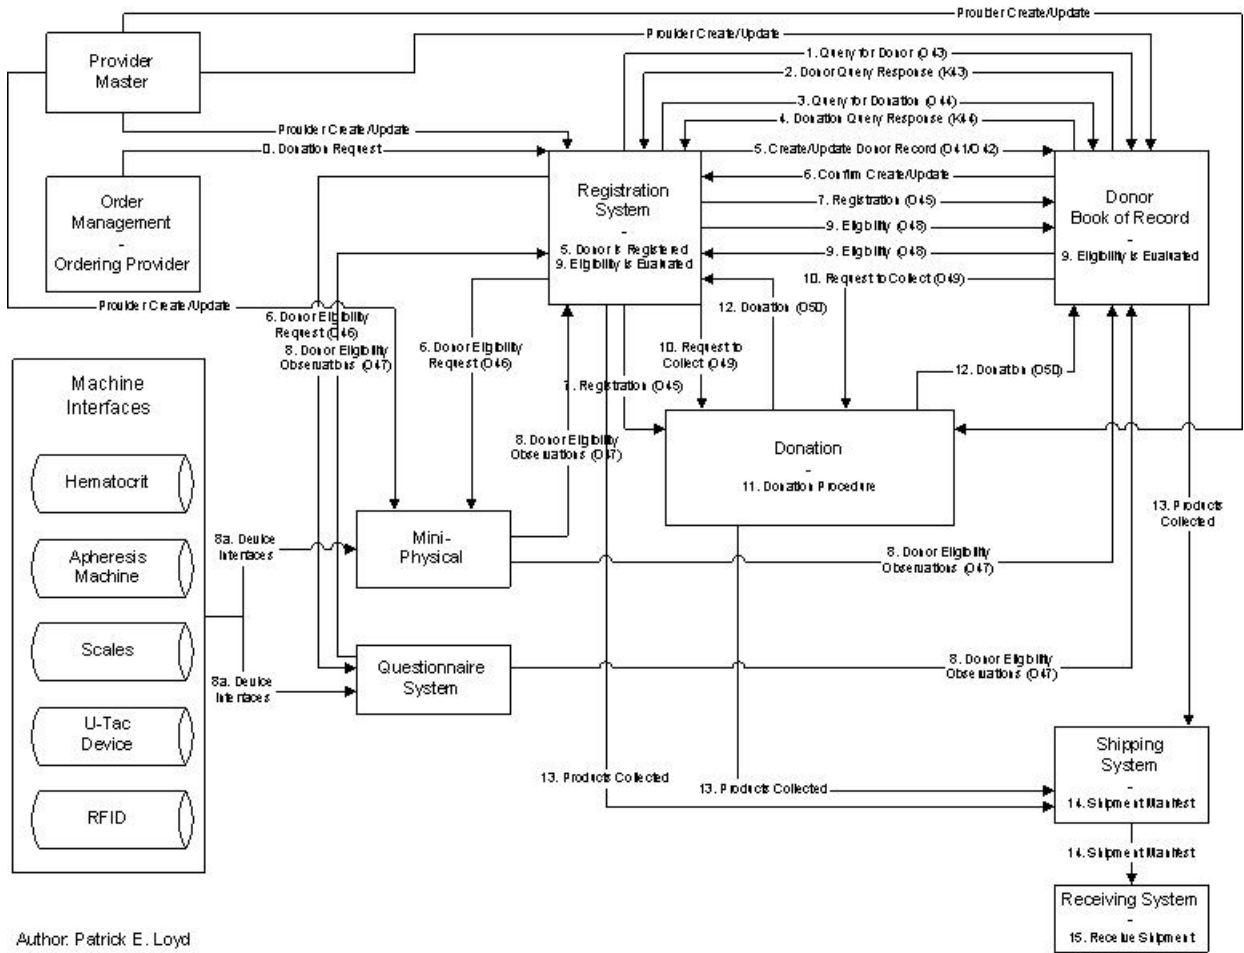 Provider Create/Update
Provider Create/Update
Provider
Master
1. Query for Donor (O43)
2. Donor Query Response (K43)
3. Query for Donation (O44)
4. Donation Query Response (K44)
Provider Create/Update
0. Donation Request
5. Create/Update Donor Record (O41/O42)
6. Confirm Create/Update
7. Registration (O45)
9. Eligibility (O48)
9. Eligibility (O48)
10. Request to Collect (O49)
Order
Management
-
Ordering Provider
Registration
System
-
5. Donor is Registered
9. Eligibility is Evaluated
Donor
Book of Record
-
9. Eligibility is Evaluated
Provider Create/Update
6. Donor Eligibility
Request (O46)
8. Donor Eligibility
Observations (O47)
6. Donor Eligibility
Request (O46)
12. Donation (O50)
10. Request to
Collect (O49)
7. Registration (O45)
12. Donation (O50)
Machine
Interfaces
Hematocrit
Apheresis
Machine
Scales
U-Tac
Device
RFID
8. Donor Eligibility
Observations (O47)
Donation
-
11. Donation Procedure
13. Products
Collected
8a. Device
Interfaces
Mini-
Physical
8. Donor Eligibility
Observations (O47)
8a. Device
Interfaces
Questionnaire
System
8. Donor Eligibility
Observations (O47)
13. Products Collected
13. Products Collected
Shipping
System
-
14. Shipment Manifest
14. Shipment Manifest
Receiving System
-
15. Receive Shipment
Author: Patrick E. Loyd